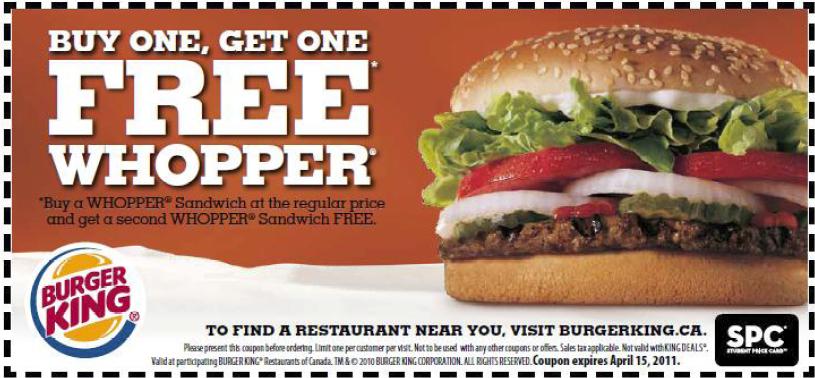 BUY ONE, GET ONE
FREE*
WHOPPER®
*Buy a WHOPPER® Sandwich at the regular price
and get a second WHOPPER® Sandwich FREE.
BURGER
KING®
TO FIND A RESTAURANT NEAR YOU, VISIT BURGERKING.CA.
Please present this coupon before ordering. Limit one per customer per visit. Not to be used with any other coupons or offers. Sales tax applicable. Not valid with KING DEALS®.
Valid at participating BURGER KING® Restaurants of Canada. TM & © 2010 BURGER KING CORPORATION. ALL RIGHTS RESERVED. Coupon expires April 15, 2011.
SPC
STUDENT PRICE CARD™